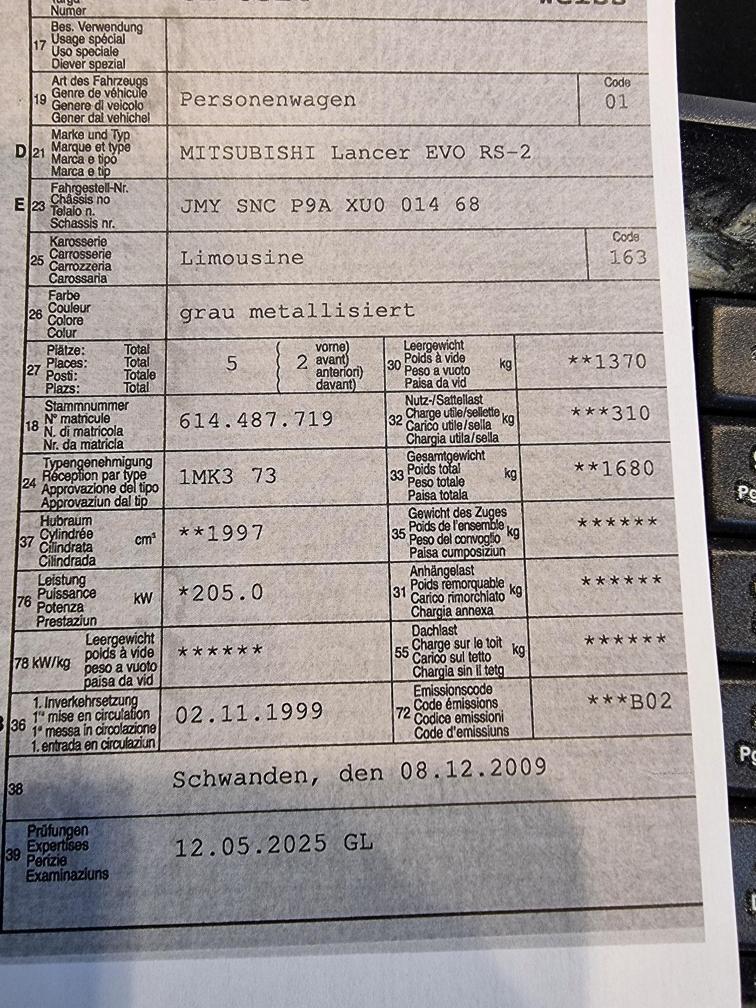 Numer
17
Bes. Verwendung
Usage spécial
Uso speciale
Diever spezial
19
Art des Fahrzeugs
Genre de véhicule
Genere di veicolo
Gener dal vehichel
Personenwagen
Code
01
D 21
Marke und Typ
Marque et type
Marca e tipo
Marca e tip
MITSUBISHI Lancer EVO RS-2
E 23
Fahrgestell-Nr.
Châssis no
Telaio n.
Schassis nr.
JMY SNC P9A XU0 014 68
25
Karosserie
Carrosserie
Carrozzeria
Carossaria
Limousine
Code
163
26
Farbe
Couleur
Colore
Colur
grau metallisiert
27
Plätze: Total
Places: Total
Posti: Totale
Plazs: Total
5 ( 2
vorne)
avant)
anteriori)
davant)
30
Leergewicht
Poids à vide
Peso a vuoto
Paisa da vid
kg
**1370
18
Stammnummer
N° matricule
N. di matricola
Nr. da matricla
614.487.719
32
Nutz-/Sattellast
Charge utile/sellette
Carico utile/sella
Chargia utila/sella
kg
***310
24
Typengenehmigung
Réception par type
Approvazione del tipo
Approvaziun dal tip
1MK3 73
33
Gesamtgewicht
Poids total
Peso totale
Paisa totala
kg
**1680
37
Hubraum
Cylindrée
Cilindrata
Cilindrada
cm³
**1997
35
Gewicht des Zuges
Poids de l'ensemble
Peso del convoglio
Paisa cumposiziun
kg
******
76
Leistung
Puissance
Potenza
Prestaziun
kW
*205.0
31
Anhängelast
Poids remorquable
Carico rimorchiato
Chargia annexa
kg
******
78 kW/kg
Leergewicht
poids à vide
peso a vuoto
paisa da vid
******
55
Dachlast
Charge sur le toit
Carico sul tetto
Chargia sin il tetg
kg
******
36
1. Inverkehrsetzung
1re mise en circulation
1a messa in circolazione
1. entrada en circulaziun
02.11.1999
72
Emissionscode
Code émissions
Codice emissioni
Code d'emissiuns
***B02
38
Schwanden, den 08.12.2009
39
Prüfungen
Expertises
Perizie
Examinaziuns
12.05.2025 GL